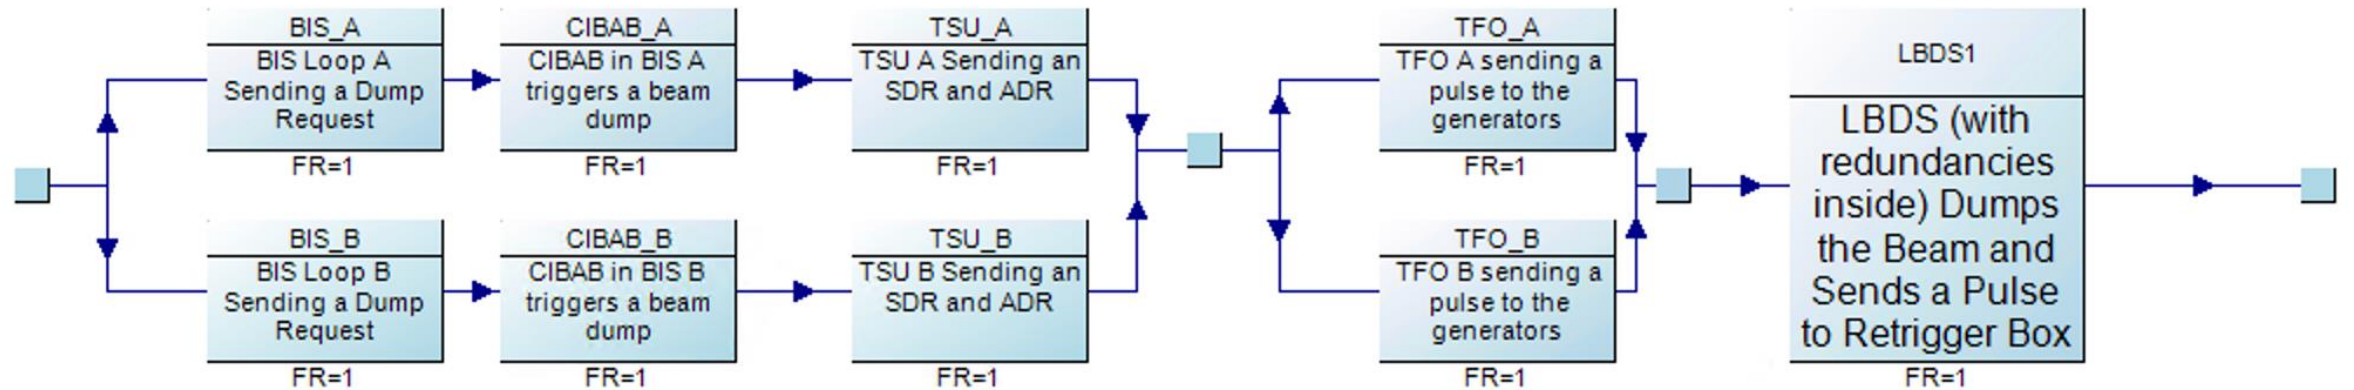 BIS_A
BIS Loop A
Sending a Dump
Request
FR=1
CIBAB_A
CIBAB in BIS A
triggers a beam
dump
FR=1
TSU_A
TSU A Sending an
SDR and ADR
FR=1
TFO_A
TFO A sending a
pulse to the
generators
FR=1
BIS_B
BIS Loop B
Sending a Dump
Request
FR=1
CIBAB_B
CIBAB in BIS B
triggers a beam
dump
FR=1
TSU_B
TSU B Sending an
SDR and ADR
FR=1
TFO_B
TFO B sending a
pulse to the
generators
FR=1
LBDS1
LBDS (with
redundancies
inside) Dumps
the Beam and
Sends a Pulse
to Retrigger Box
FR=1